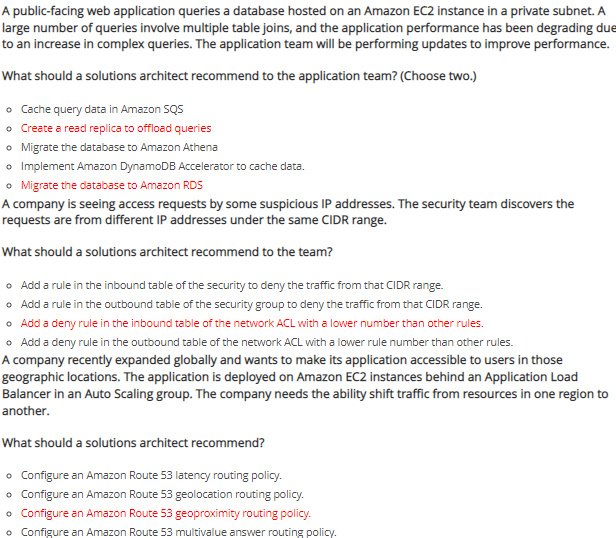 A public-facing web application queries a database hosted on an Amazon EC2 instance in a private subnet. A
large number of queries involve multiple table joins, and the application performance has been degrading due
to an increase in complex queries. The application team will be performing updates to improve performance.
What should a solutions architect recommend to the application team? (Choose two.)
Cache query data in Amazon SQS
Create a read replica to offload queries
Migrate the database to Amazon Athena
Implement Amazon DynamoDB Accelerator to cache data.
Migrate the database to Amazon RDS
A company is seeing access requests by some suspicious IP addresses. The security team discovers the
requests are from different IP addresses under the same CIDR range.
What should a solutions architect recommend to the team?
Add a rule in the inbound table of the security to deny the traffic from that CIDR range.
Add a rule in the outbound table of the security group to deny the traffic from that CIDR range.
Add a deny rule in the inbound table of the network ACL with a lower number than other rules.
Add a deny rule in the outbound table of the network ACL with a lower rule number than other rules.
A company recently expanded globally and wants to make its application accessible to users in those
geographic locations. The application is deployed on Amazon EC2 instances behind an Application Load
Balancer in an Auto Scaling group. The company needs the ability shift traffic from resources in one region to
another.
What should a solutions architect recommend?
Configure an Amazon Route 53 latency routing policy.
Configure an Amazon Route 53 geolocation routing policy.
Configure an Amazon Route 53 geoproximity routing policy.
Configure an Amazon Route 53 multivalue answer routing policy.